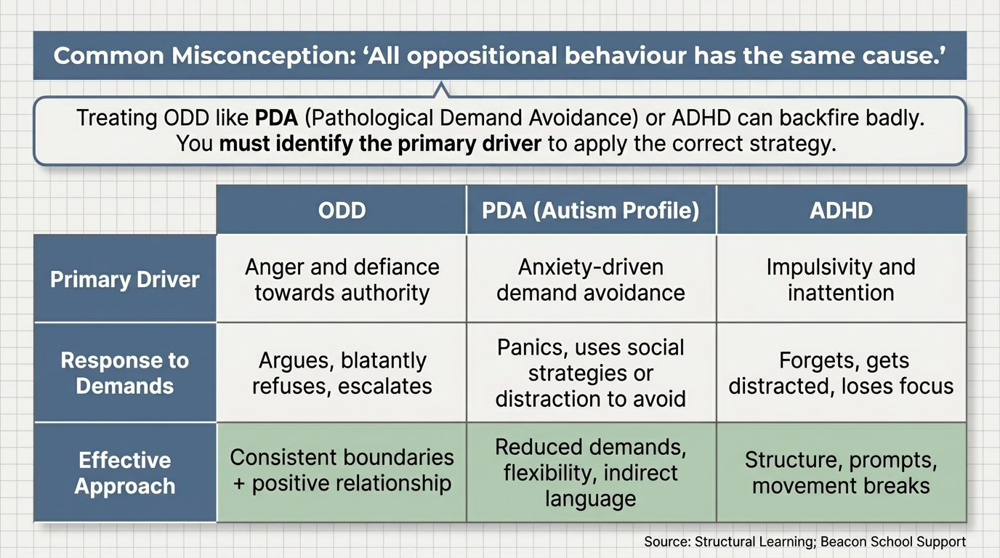 Common Misconception: ‘All oppositional behaviour has the same cause.’
Treating ODD like PDA (Pathological Demand Avoidance) or ADHD can backfire badly.
You must identify the primary driver to apply the correct strategy.
ODD
PDA (Autism Profile)
ADHD
Primary Driver
Anger and defiance
towards authority
Anxiety-driven
demand avoidance
Impulsivity and
inattention
Response to
Demands
Argues, blatantly
refuses, escalates
Panics, uses social
strategies or
distraction to avoid
Forgets, gets
distracted, loses focus
Effective
Approach
Consistent boundaries
+ positive relationship
Reduced demands,
flexibility, indirect
language
Structure, prompts,
movement breaks
Source: Structural Learning; Beacon School Support